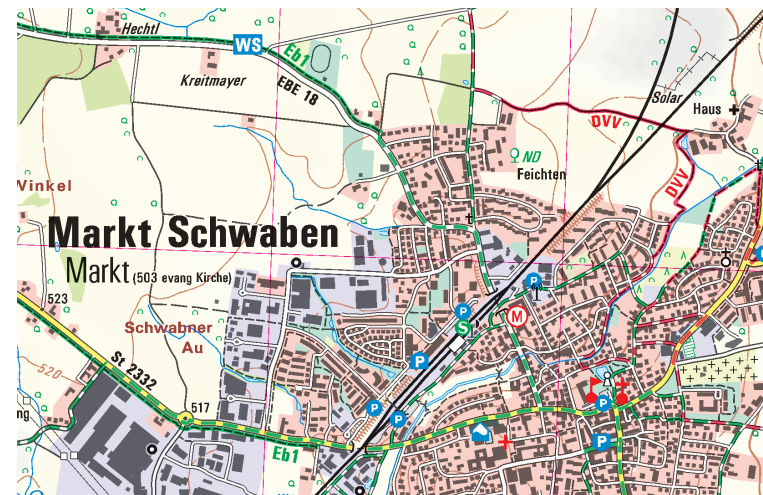 Hechtl
WS
Eb1
Kreitmayer
EBE 18
Solar
Haus
DVV
ND
Feichten
DVV
Winkel
Markt Schwaben
Markt (503 evang Kirche)
523
Schwabner
Au
P
P
S
M
St 2332
P
520
517
P
P
P
ng
Eb1
P